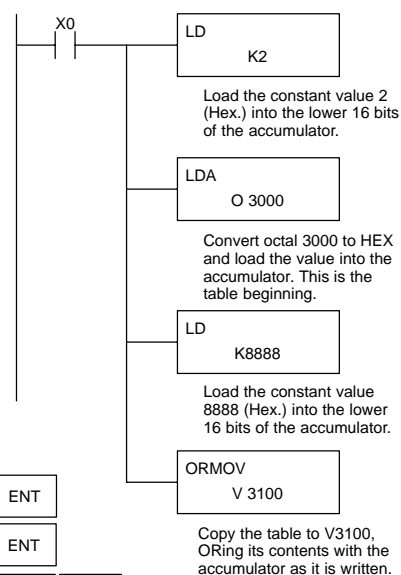 X0
LD
K2
Load the constant value 2
(Hex.) into the lower 16 bits
of the accumulator.
LDA
O 3000
Convert octal 3000 to HEX
and load the value into the
accumulator. This is the
table beginning.
LD
K8888
Load the constant value
8888 (Hex.) into the lower
16 bits of the accumulator.
ORMOV
V 3100
Copy the table to V3100,
ORing its contents with the
accumulator as it is written.
ENT
ENT